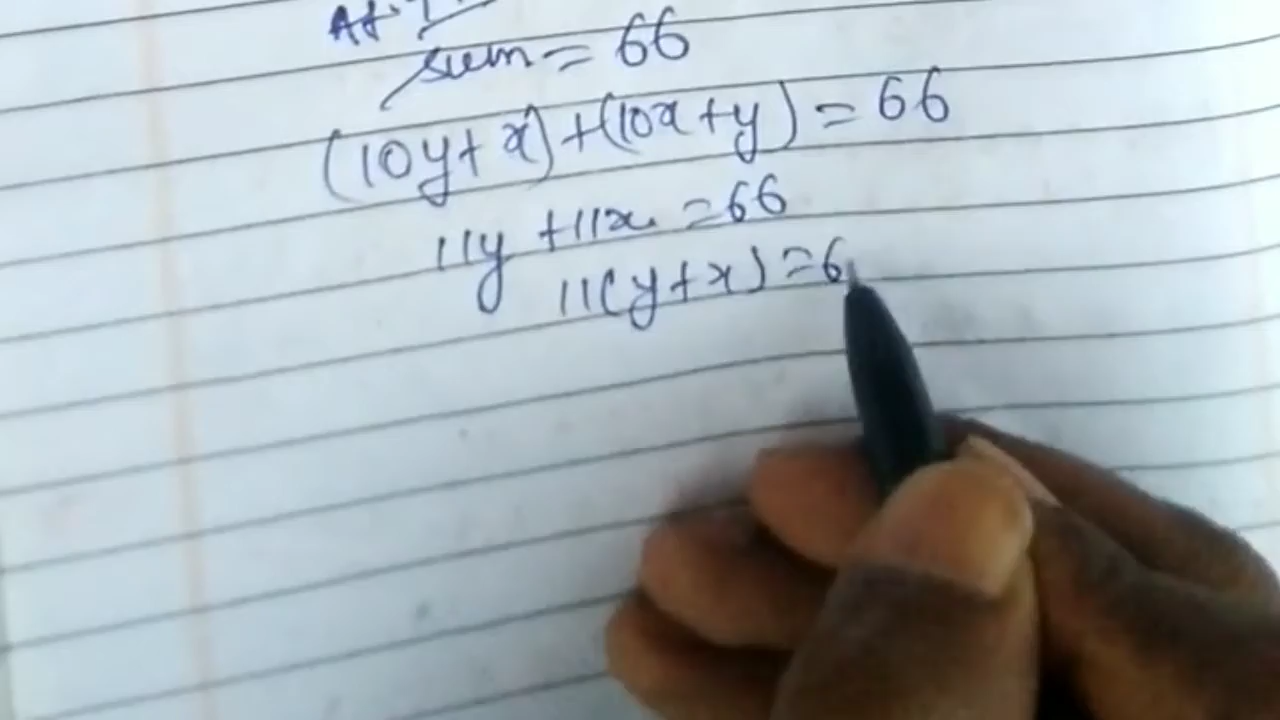 sum = 66
(10y+x)+(10x+y) = 66
11y +11x = 66
11(y+x) = 6